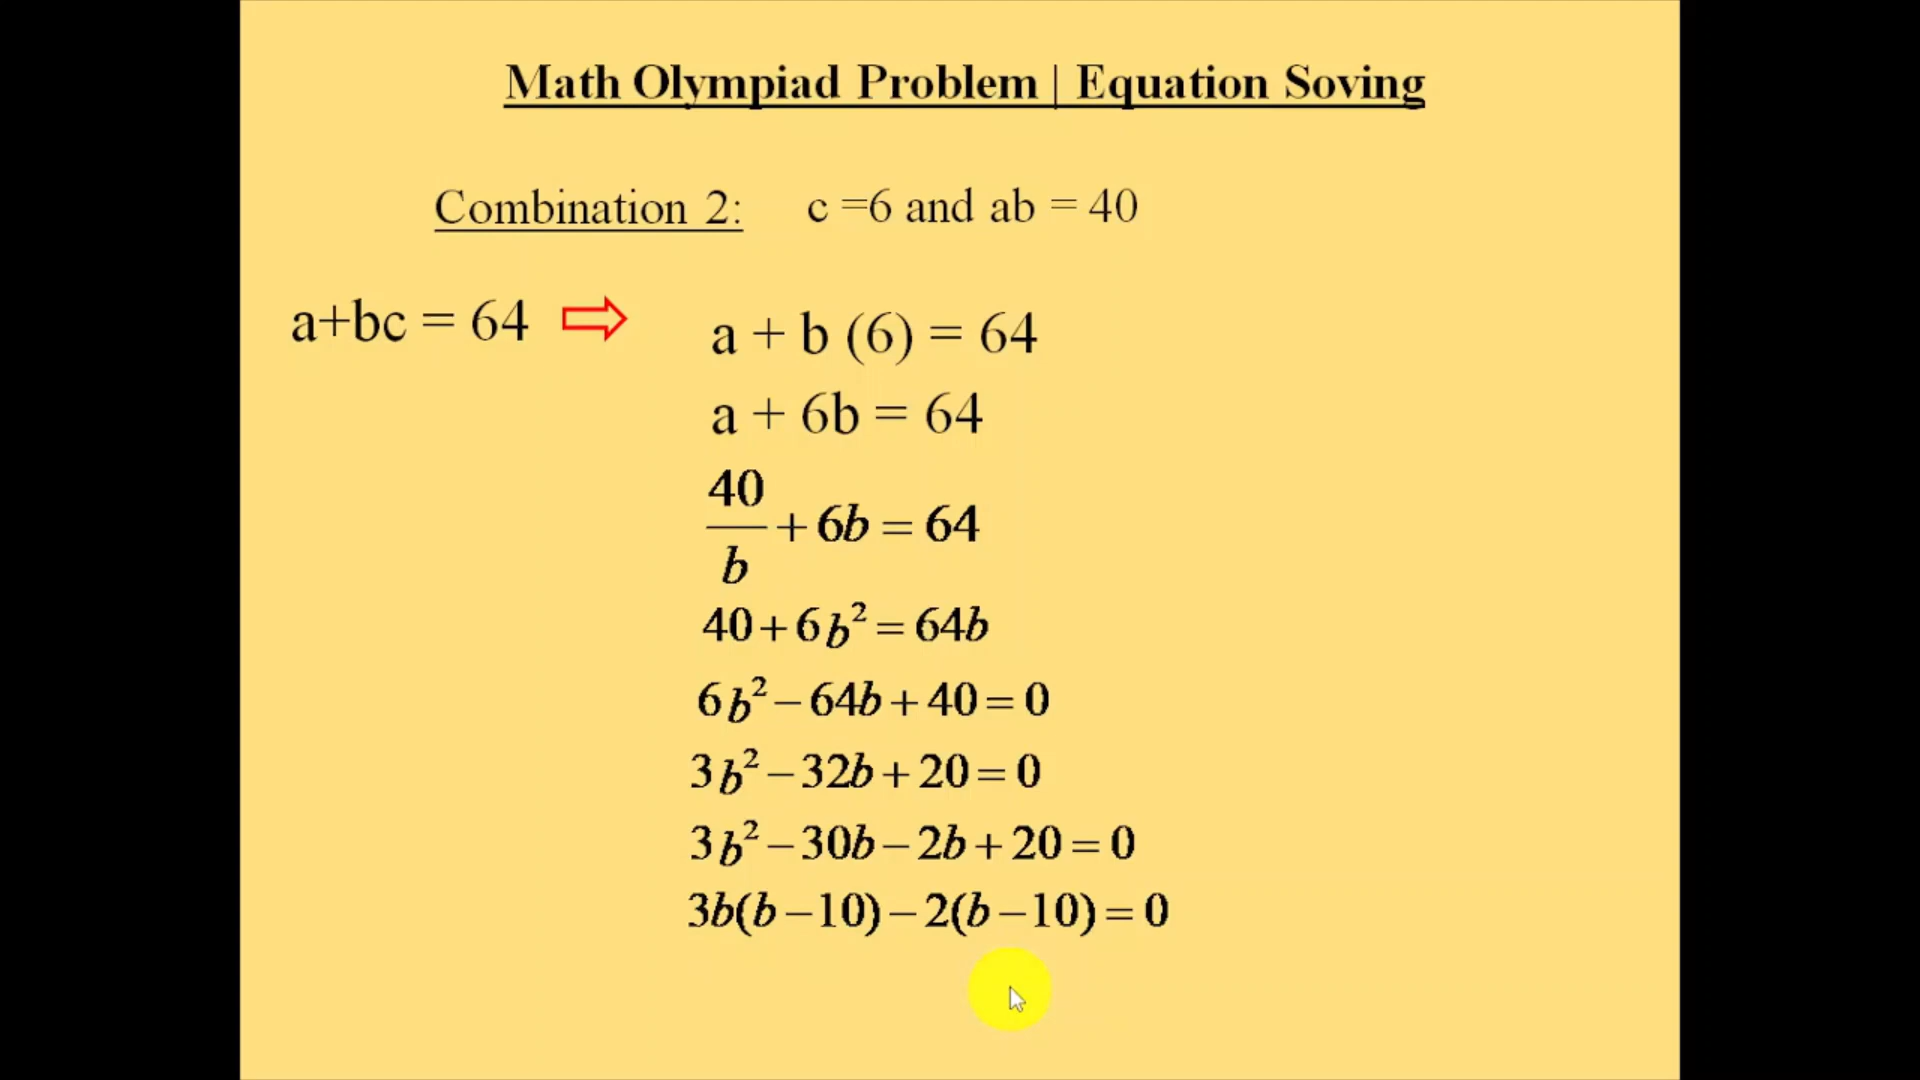 Math Olympiad Problem | Equation Soving
Combination 2: c =6 and ab = 40
a+bc = 64 ⇨ a + b (6) = 64
a + 6b = 64
40/b + 6b = 64
40 + 6b² = 64b
6b² − 64b + 40 = 0
3b² − 32b + 20 = 0
3b² − 30b − 2b + 20 = 0
3b(b − 10) − 2(b − 10) = 0